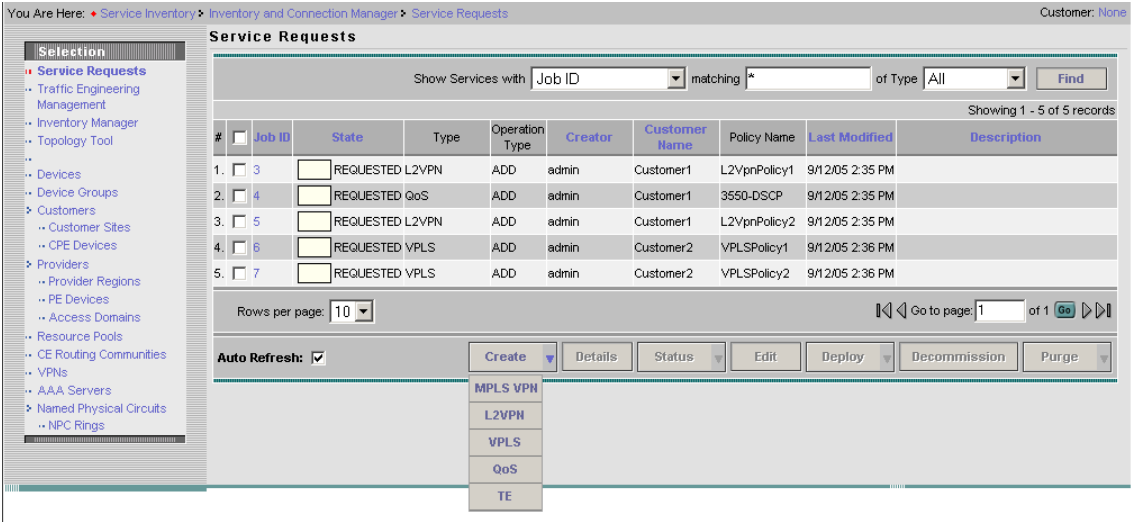 You Are Here: Service Inventory Inventory and Connection Manager Service Requests Customer: None
Service Requests
Selection
Service Requests
Traffic Engineering
Management
Inventory Manager
Topology Tool
Devices
Device Groups
Customers
Customer Sites
CPE Devices
Providers
Provider Regions
PE Devices
Access Domains
Resource Pools
CE Routing Communities
VPNs
AAA Servers
Named Physical Circuits
NPC Rings
Show Services with Job ID matching * of Type All Find
Showing 1 - 5 of 5 records
# Job ID State Type Operation Type Creator Customer Name Policy Name Last Modified Description
1. 3 REQUESTED L2VPN ADD admin Customer1 L2VpnPolicy1 9/12/05 2:35 PM
2. 4 REQUESTED QoS ADD admin Customer1 3550-DSCP 9/12/05 2:35 PM
3. 5 REQUESTED L2VPN ADD admin Customer1 L2VpnPolicy2 9/12/05 2:35 PM
4. 6 REQUESTED VPLS ADD admin Customer2 VPLSPolicy1 9/12/05 2:36 PM
5. 7 REQUESTED VPLS ADD admin Customer2 VPLSPolicy2 9/12/05 2:36 PM
Rows per page: 10 Go to page: 1 of 1 Go
Auto Refresh: Create Details Status Edit Deploy Decommission Purge
MPLS VPN
L2VPN
VPLS
QoS
TE